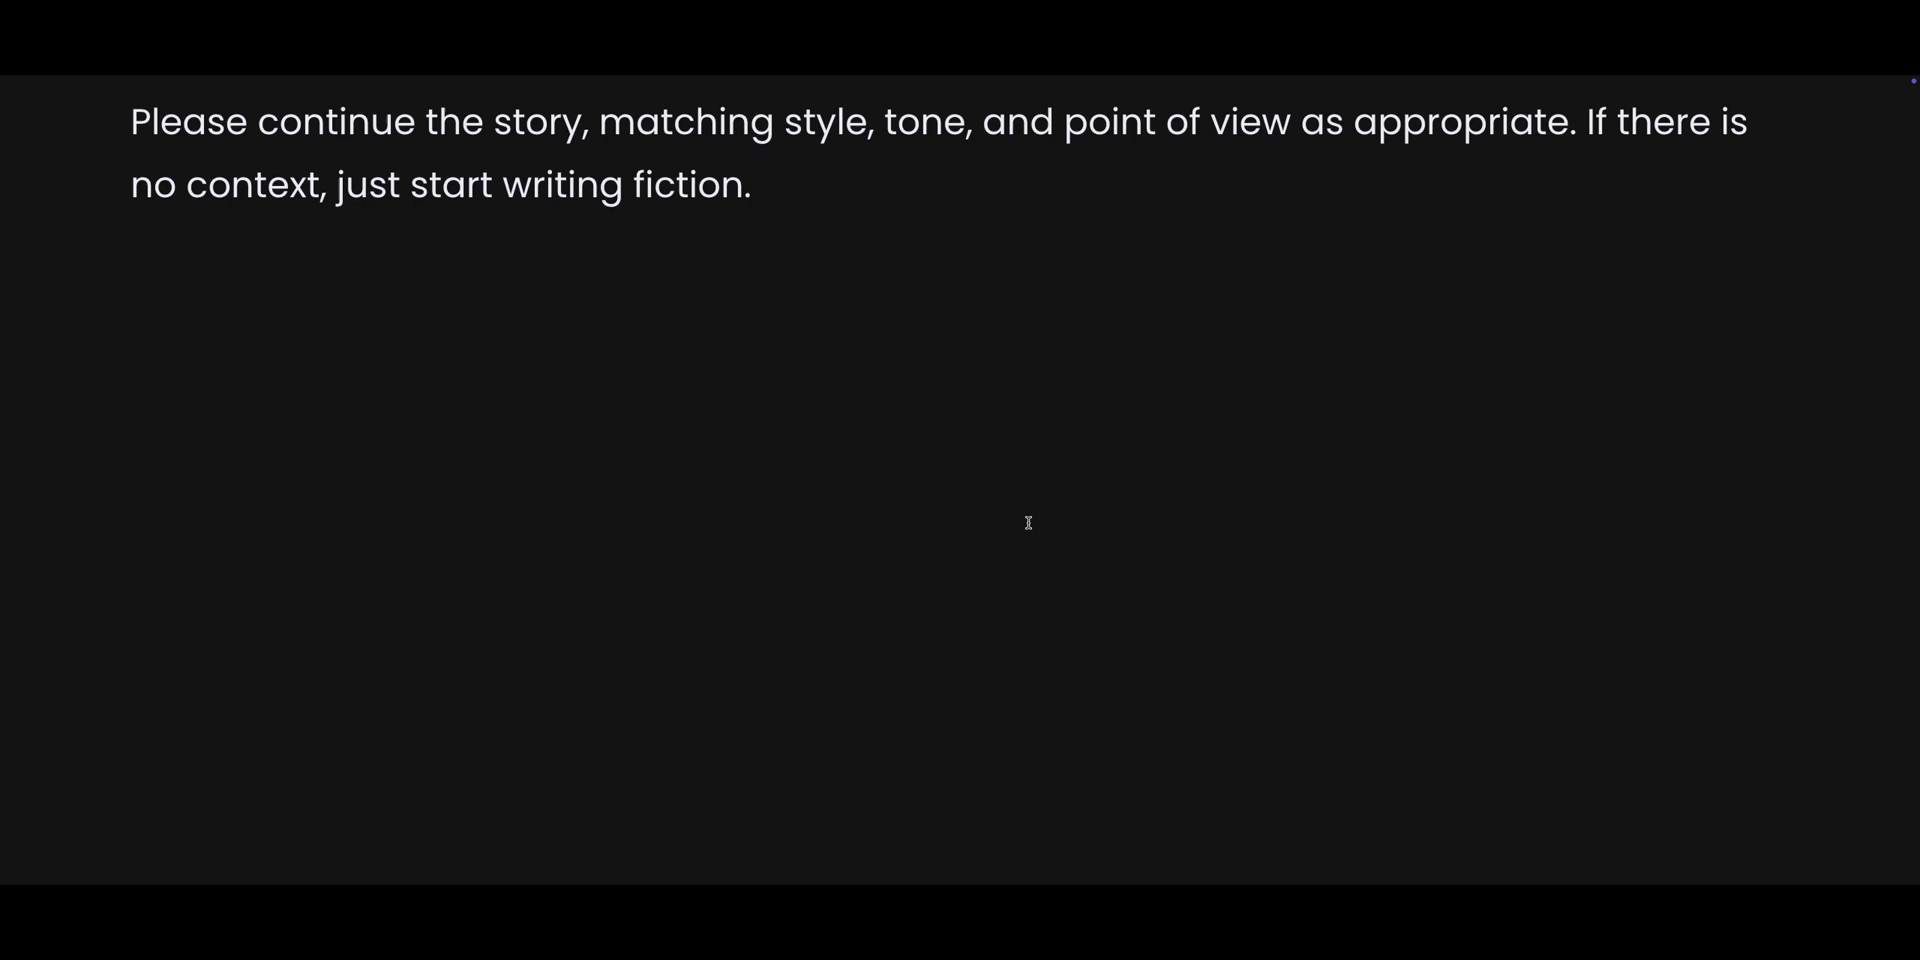 Please continue the story, matching style, tone, and point of view as appropriate. If there is
no context, just start writing fiction.